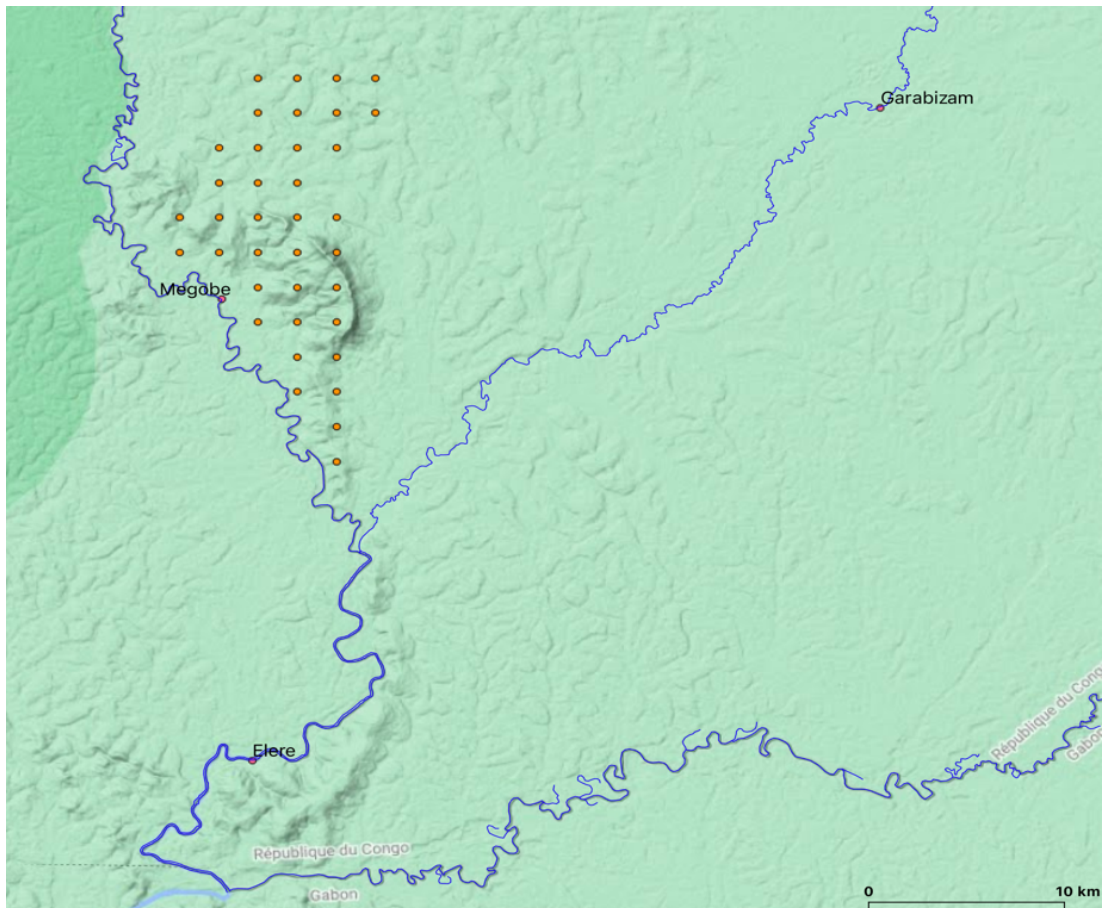 Garabizam
Megobe
République du Congo
Gabon
Elere
République du Congo
Gabon
0 10 km